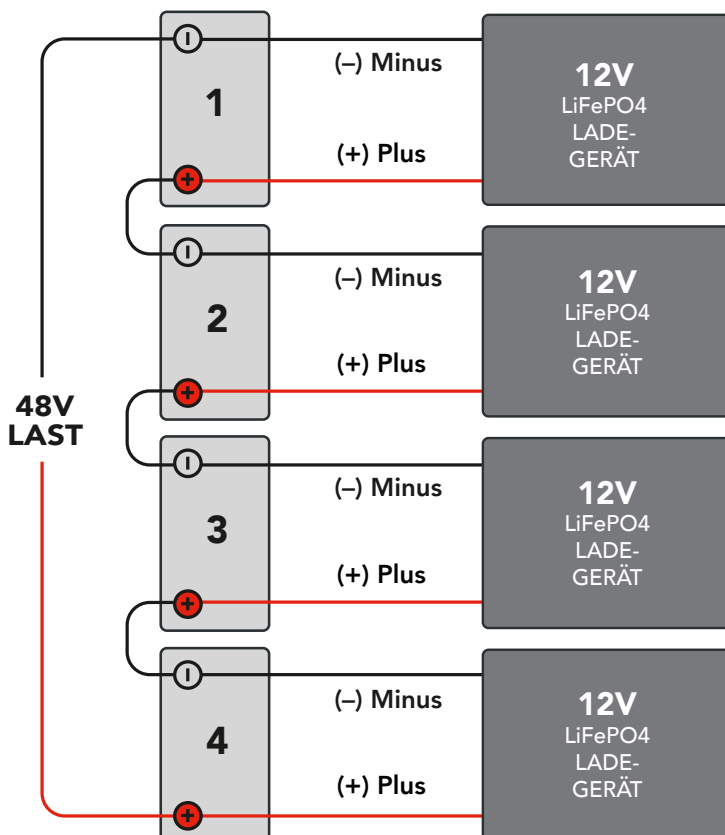 1
(–) Minus
(+) Plus
12V
LiFePO4
LADE-
GERÄT
2
(–) Minus
(+) Plus
12V
LiFePO4
LADE-
GERÄT
48V
LAST
3
(–) Minus
(+) Plus
12V
LiFePO4
LADE-
GERÄT
4
(–) Minus
(+) Plus
12V
LiFePO4
LADE-
GERÄT